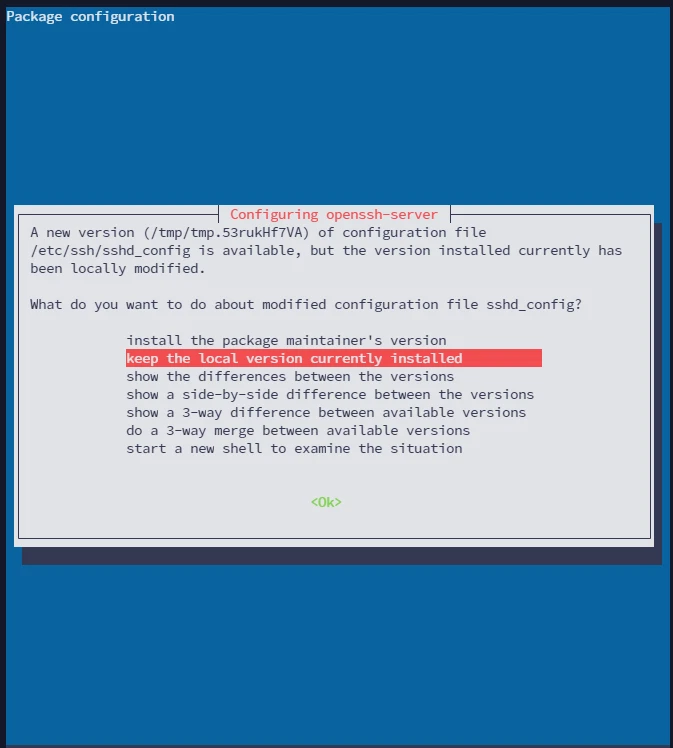 Package configuration
Configuring openssh-server
A new version (/tmp/tmp.53rukHf7VA) of configuration file
/etc/ssh/sshd_config is available, but the version installed currently has
been locally modified.
What do you want to do about modified configuration file sshd_config?
install the package maintainer's version
keep the local version currently installed
show the differences between the versions
show a side-by-side difference between the versions
show a 3-way difference between available versions
do a 3-way merge between available versions
start a new shell to examine the situation
<Ok>